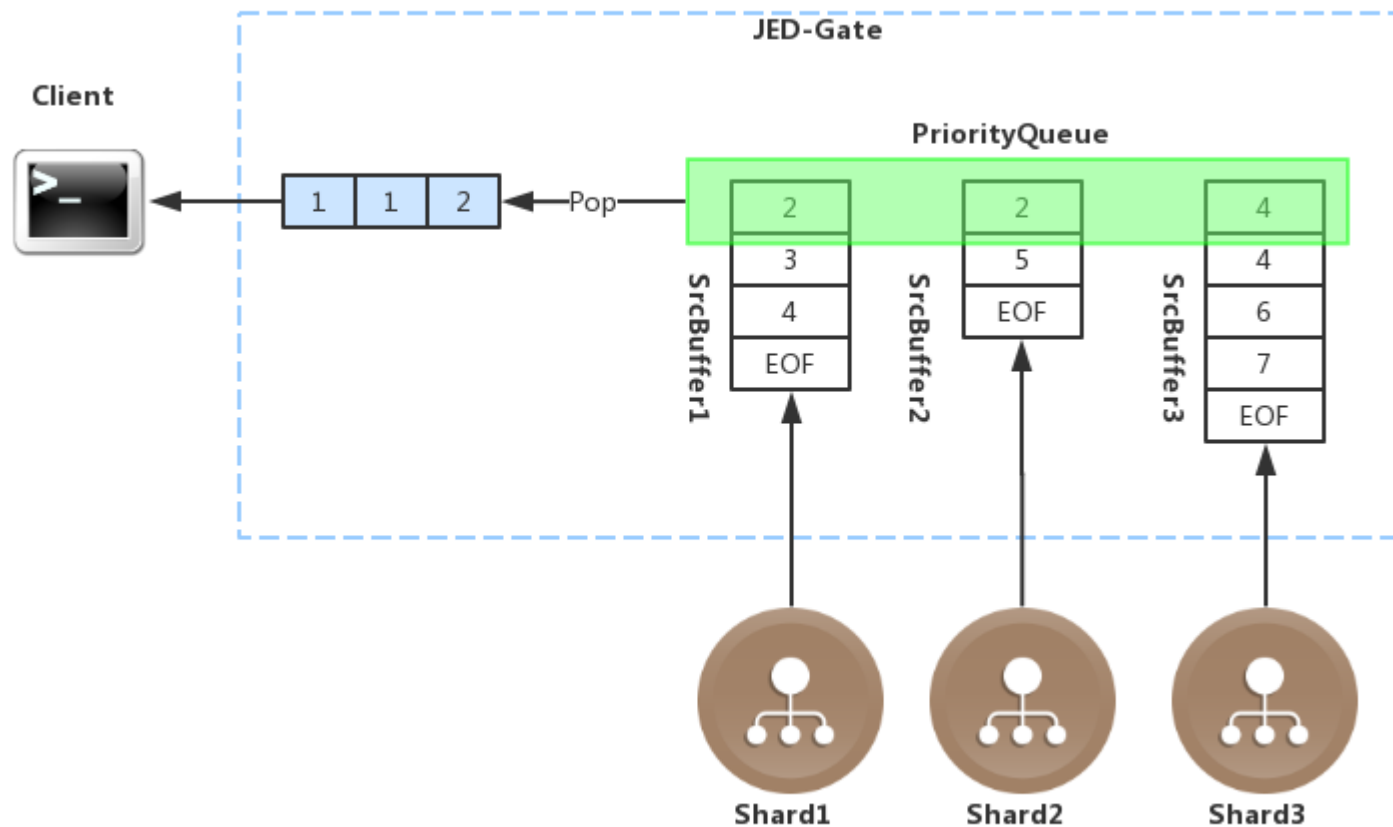 JED-Gate
Client
>_
PriorityQueue
1 1 2
Pop
2 2 4
3 5 4
4 EOF 6
EOF 7
EOF
SrcBuffer1
SrcBuffer2
SrcBuffer3
Shard1 Shard2 Shard3